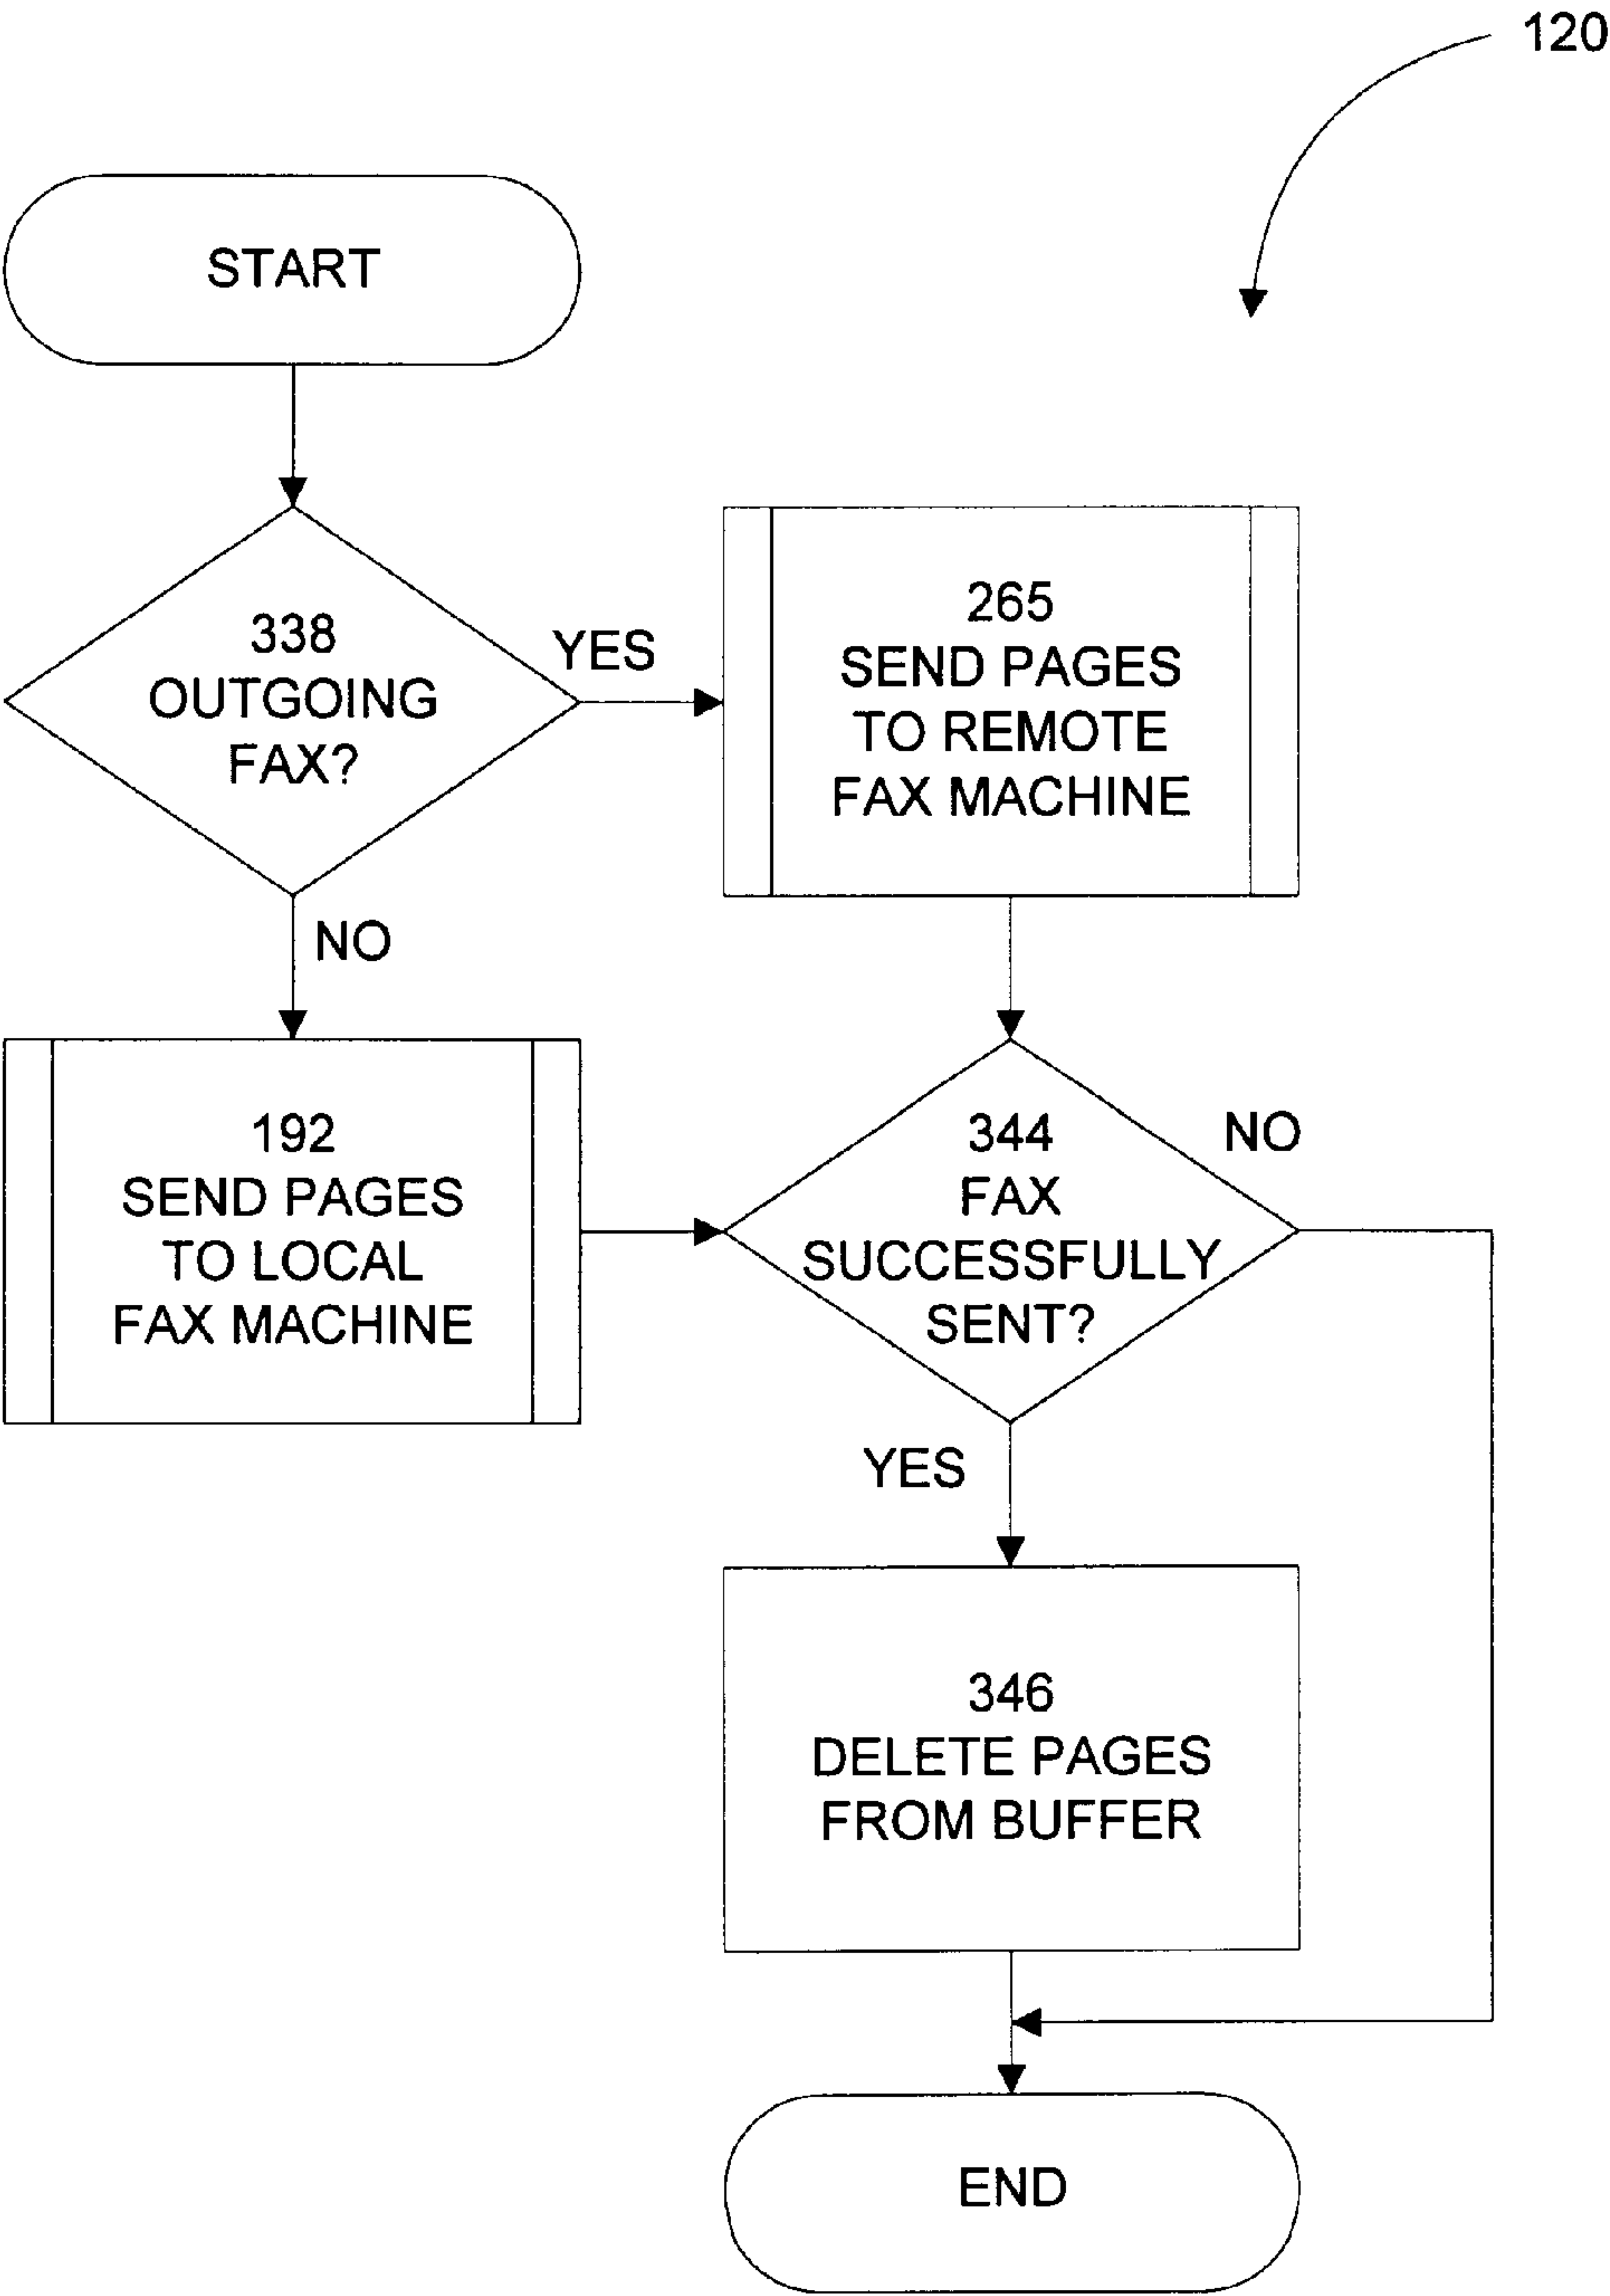 120
START
338
OUTGOING
FAX?
YES
NO
265
SEND PAGES
TO REMOTE
FAX MACHINE
192
SEND PAGES
TO LOCAL
FAX MACHINE
344
FAX
SUCCESSFULLY
SENT?
NO
YES
346
DELETE PAGES
FROM BUFFER
END